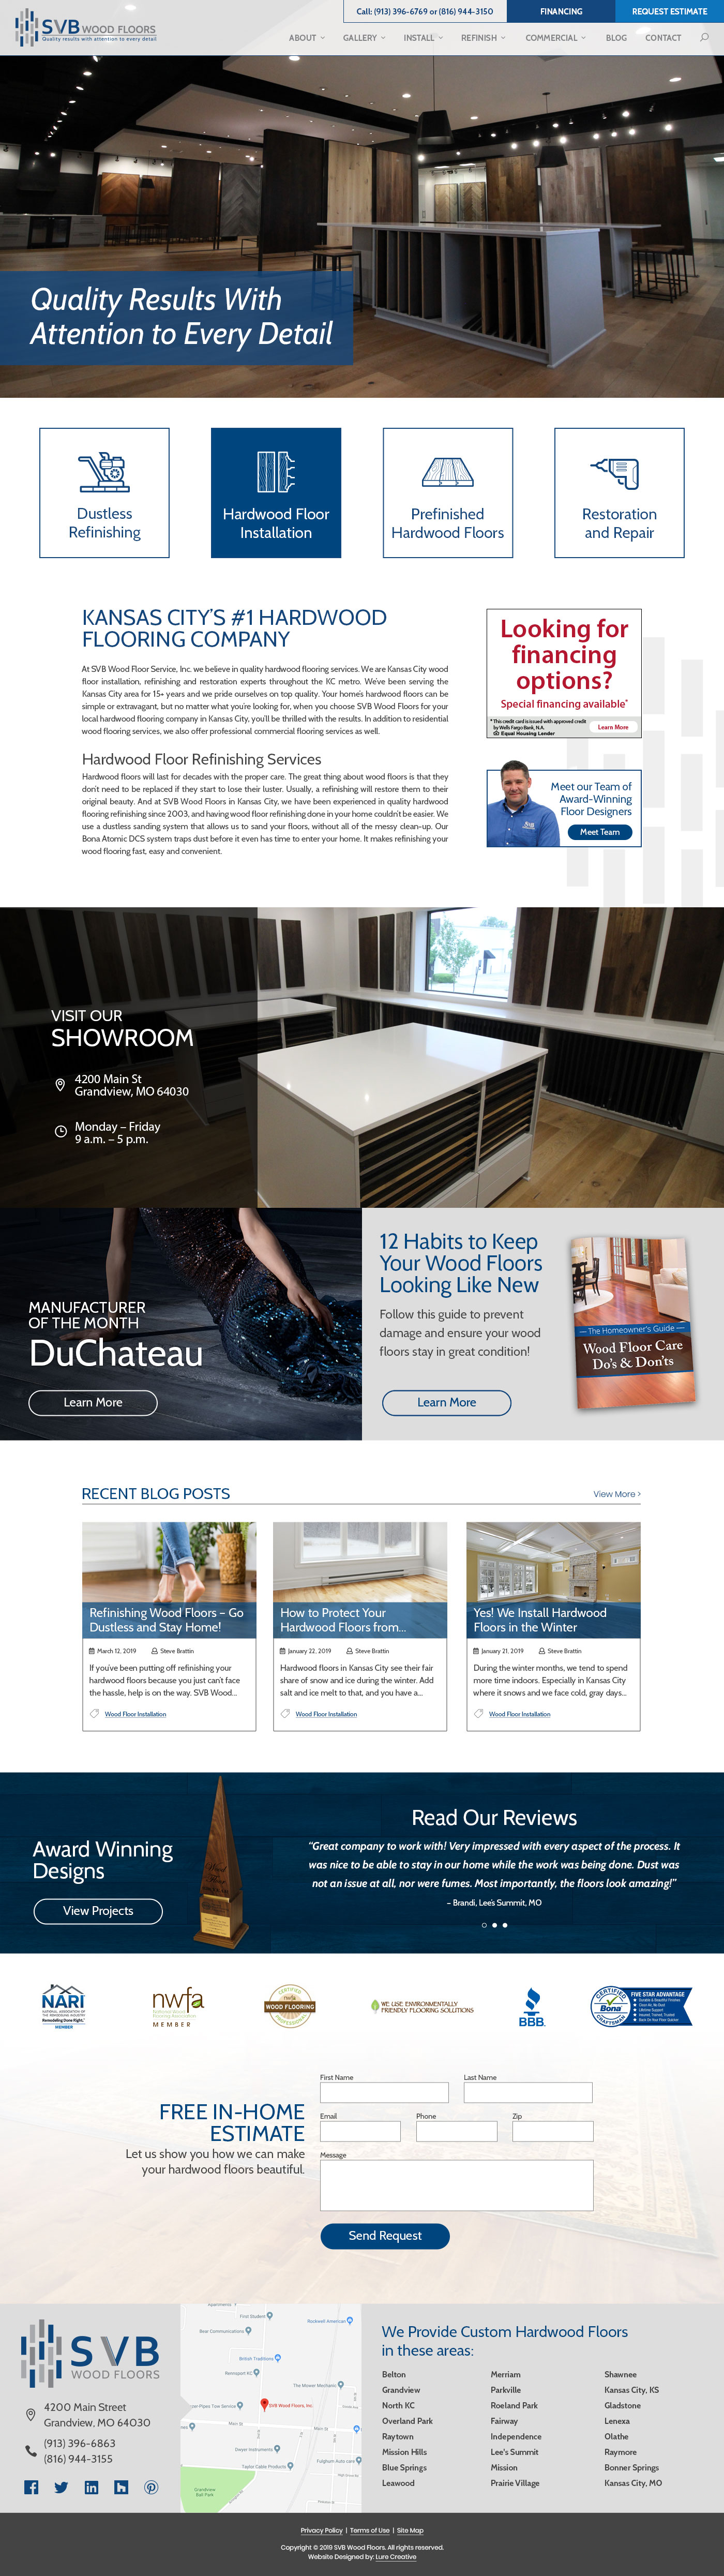 Call: (913) 396-6769 or (816) 944-3150
FINANCING
REQUEST ESTIMATE
SVB WOOD FLOORS
Quality results with attention to every detail
ABOUT
GALLERY
INSTALL
REFINISH
COMMERCIAL
BLOG
CONTACT
Quality Results With
Attention to Every Detail
Dustless
Refinishing
Hardwood Floor
Installation
Prefinished
Hardwood Floors
Restoration
and Repair
KANSAS CITY'S #1 HARDWOOD
FLOORING COMPANY
At SVB Wood Floor Service, Inc. we believe in quality hardwood flooring services. We are Kansas City wood
floor installation, refinishing and restoration experts throughout the KC metro. We've been serving the
Kansas City area for 15+ years and we pride ourselves on top quality. Your home's hardwood floors can be
simple or extravagant, but no matter what you're looking for, when you choose SVB Wood Floors for your
local hardwood flooring company in Kansas City, you'll be thrilled with the results. In addition to residential
wood flooring services, we also offer professional commercial flooring services as well.
Hardwood Floor Refinishing Services
Hardwood floors will last for decades with the proper care. The great thing about wood floors is that they
don't need to be replaced if they start to lose their luster. Usually, a refinishing will restore them to their
original beauty. And at SVB Wood Floors in Kansas City, we have been experienced in quality hardwood
flooring refinishing since 2003, and having wood floor refinishing done in your home couldn't be easier. We
use a dustless sanding system that allows us to sand your floors, without all of the messy clean-up. Our
Bona Atomic DCS system traps dust before it even has time to enter your home. It makes refinishing your
wood flooring fast, easy and convenient.
Looking for
financing
options?
Special financing available*
* This credit card is issued with approved credit
by Wells Fargo Bank, N.A.
Equal Housing Lender
Learn More
Meet our Team of
Award-Winning
Floor Designers
Meet Team
VISIT OUR
SHOWROOM
4200 Main St
Grandview, MO 64030
Monday – Friday
9 a.m. – 5 p.m.
MANUFACTURER
OF THE MONTH
DuChateau
Learn More
12 Habits to Keep
Your Wood Floors
Looking Like New
Follow this guide to prevent
damage and ensure your wood
floors stay in great condition!
Learn More
The Homeowner's Guide
Wood Floor Care
Do's & Don'ts
RECENT BLOG POSTS
View More >
Refinishing Wood Floors – Go
Dustless and Stay Home!
March 12, 2019 Steve Brattin
If you've been putting off refinishing your
hardwood floors because you just can't face
the hassle, help is on the way. SVB Wood...
Wood Floor Installation
How to Protect Your
Hardwood Floors from...
January 22, 2019 Steve Brattin
Hardwood floors in Kansas City see their fair
share of snow and ice during the winter. Add
salt and ice melt to that, and you have a...
Wood Floor Installation
Yes! We Install Hardwood
Floors in the Winter
January 21, 2019 Steve Brattin
During the winter months, we tend to spend
more time indoors. Especially in Kansas City
where it snows and we face cold, gray days...
Wood Floor Installation
Award Winning
Designs
View Projects
Read Our Reviews
"Great company to work with! Very impressed with every aspect of the process. It
was nice to be able to stay in our home while the work was being done. Dust was
not an issue at all, nor were fumes. Most importantly, the floors look amazing!"
– Brandi, Lee's Summit, MO
NARI
Remodeling Done Right.
MEMBER
nwfa
MEMBER
CERTIFIED
WOOD FLOORING
PROFESSIONAL
WE USE ENVIRONMENTALLY
FRIENDLY FLOORING SOLUTIONS
BBB.
CERTIFIED
Bona
CRAFTSMAN
FIVE STAR ADVANTAGE
FREE IN-HOME
ESTIMATE
Let us show you how we can make
your hardwood floors beautiful.
First Name
Last Name
Email
Phone
Zip
Message
Send Request
SVB
WOOD FLOORS
4200 Main Street
Grandview, MO 64030
(913) 396-6863
(816) 944-3155
First Student
Rockwell American
Bear Communications
British Traditions
Rensport KC
The Mower Mechanic
SVB Wood Floors, Inc.
Main St
Main St
Dwyer Instruments
Taylor Cable Products
Fulghum Auto
Grandview
Ball Park
We Provide Custom Hardwood Floors
in these areas:
Belton
Grandview
North KC
Overland Park
Raytown
Mission Hills
Blue Springs
Leawood
Merriam
Parkville
Roeland Park
Fairway
Independence
Lee's Summit
Mission
Prairie Village
Shawnee
Kansas City, KS
Gladstone
Lenexa
Olathe
Raymore
Bonner Springs
Kansas City, MO
Privacy Policy | Terms of Use | Site Map
Copyright © 2019 SVB Wood Floors. All rights reserved.
Website Designed by: Lure Creative